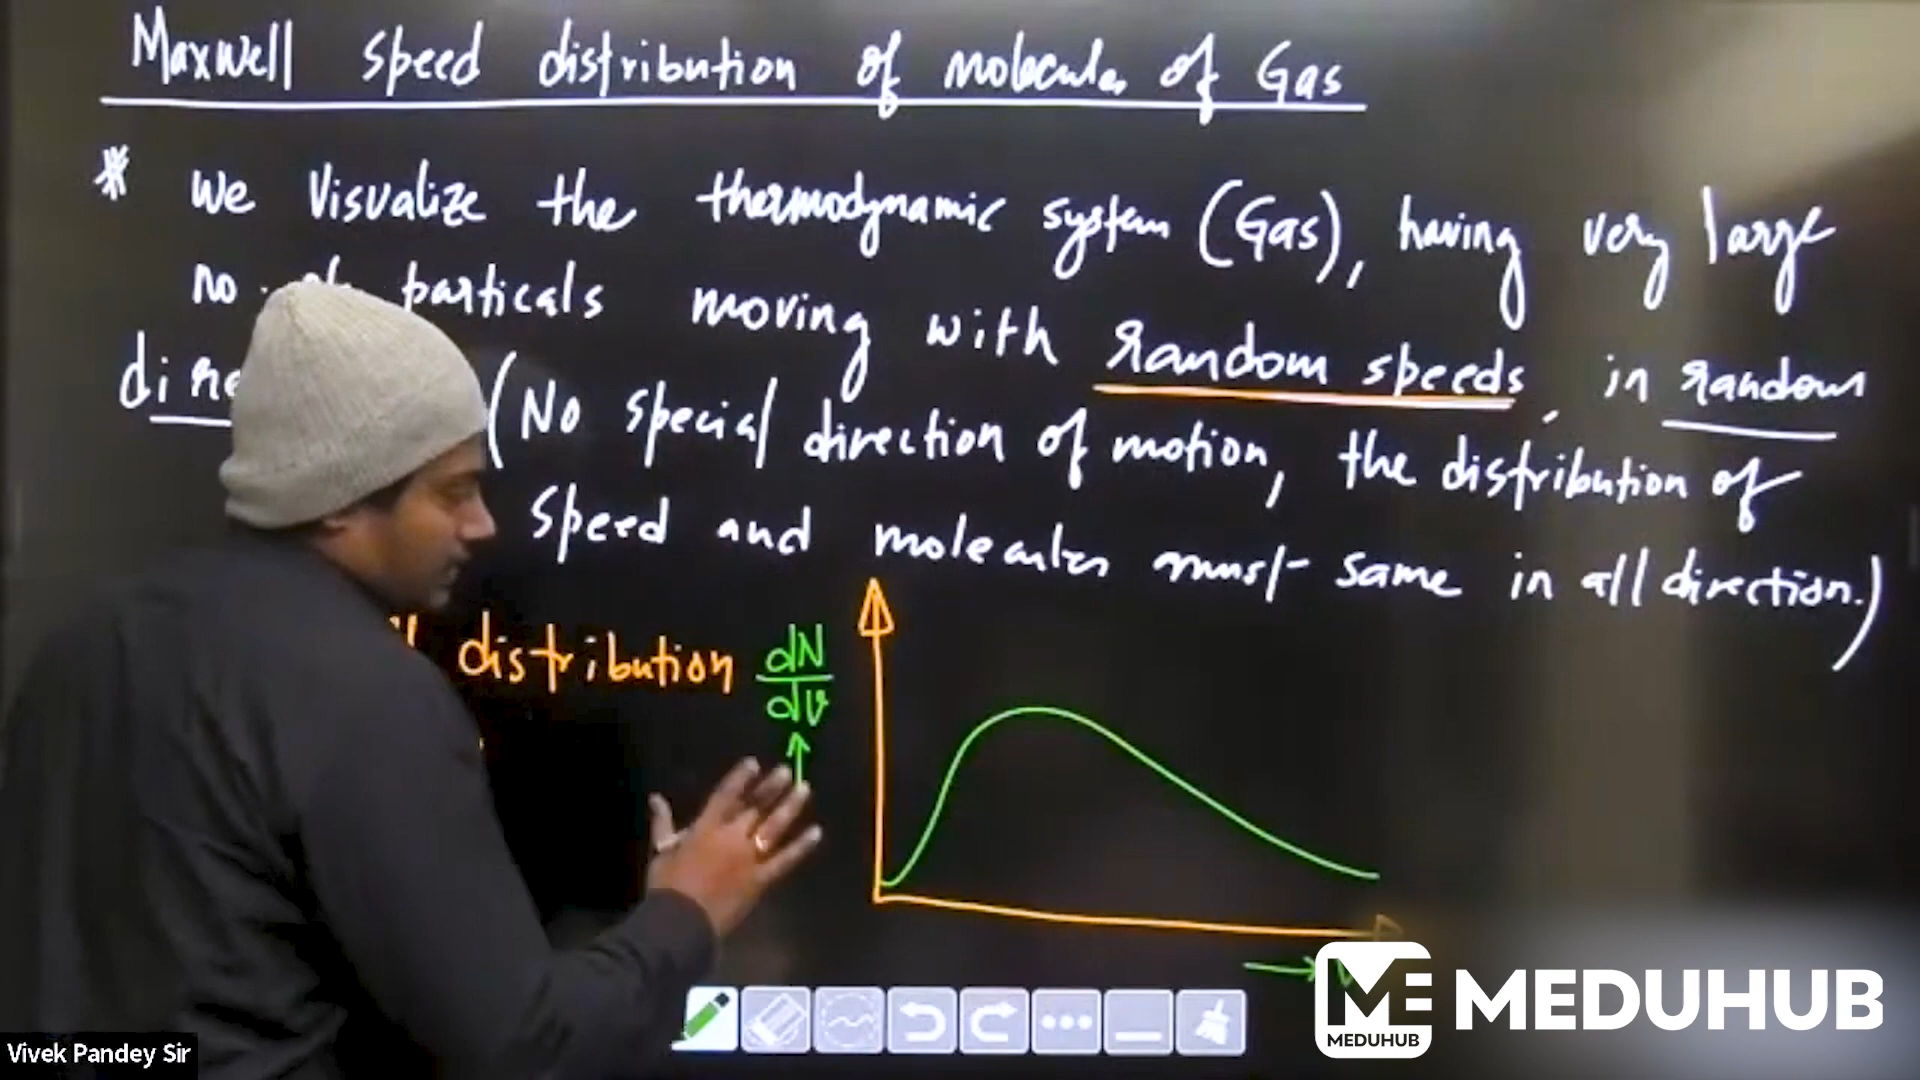 Maxwell speed distribution of molecules of Gas
* We Visualize the thermodynamic system (Gas), having very large
no. of particals moving with random speeds, in random
dire (No special direction of motion, the distribution of
speed and molecules must same in all direction.)
distribution
dN
dv
MEDUHUB
MEDUHUB
Vivek Pandey Sir